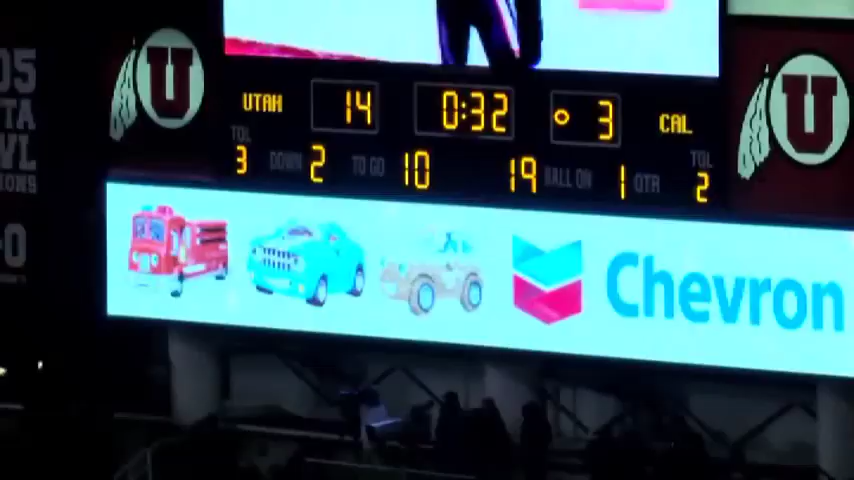 U
U
UTAH 14 0:32 3 CAL
TOL TOL
3 DOWN 2 TO GO 10 19 BALL ON 1 QTR 2
Chevron
05